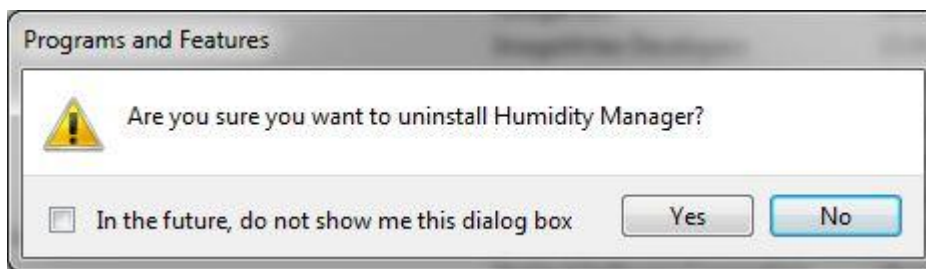 Programs and Features
Are you sure you want to uninstall Humidity Manager?
In the future, do not show me this dialog box
Yes
No